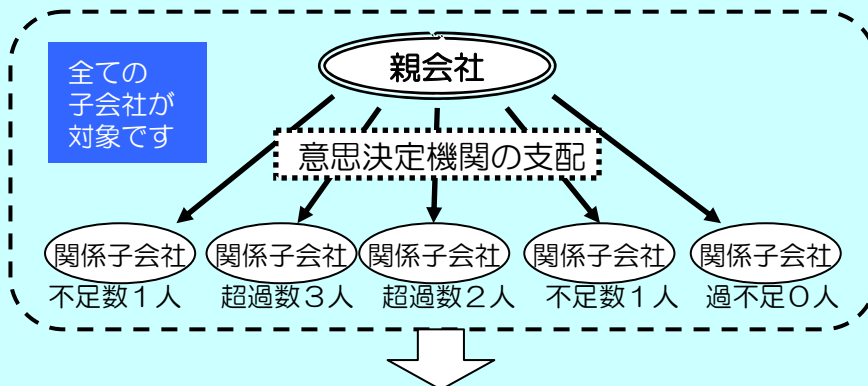 全ての
子会社が
対象です
親会社
意思決定機関の支配
関係子会社 関係子会社 関係子会社 関係子会社 関係子会社
不足数１人 超過数３人 超過数２人 不足数１人 過不足０人